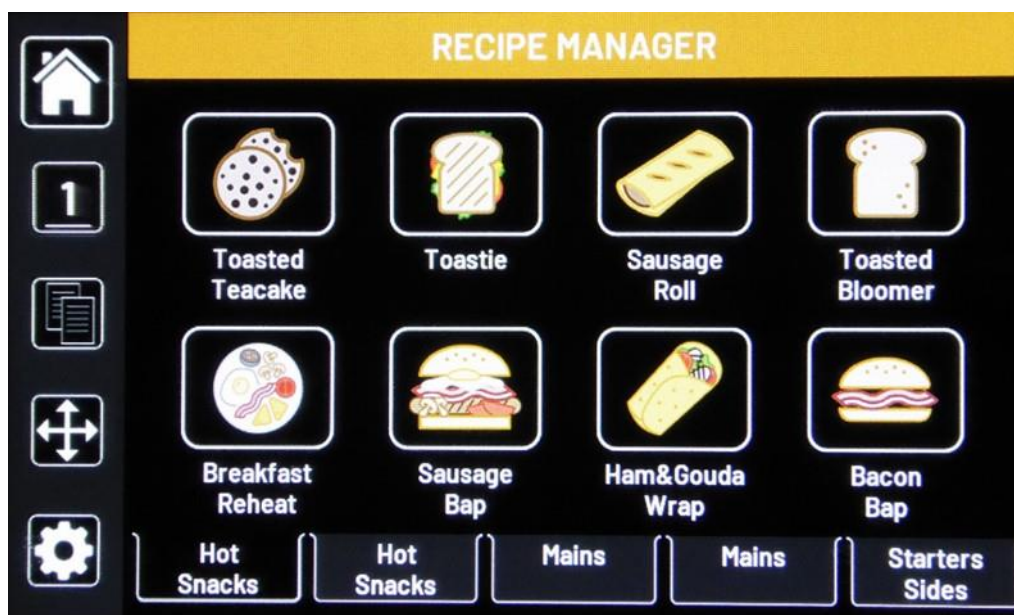 RECIPE MANAGER
1
Toasted
Teacake
Toastie
Sausage
Roll
Toasted
Bloomer
Breakfast
Reheat
Sausage
Bap
Ham&Gouda
Wrap
Bacon
Bap
Hot
Snacks
Hot
Snacks
Mains
Mains
Starters
Sides